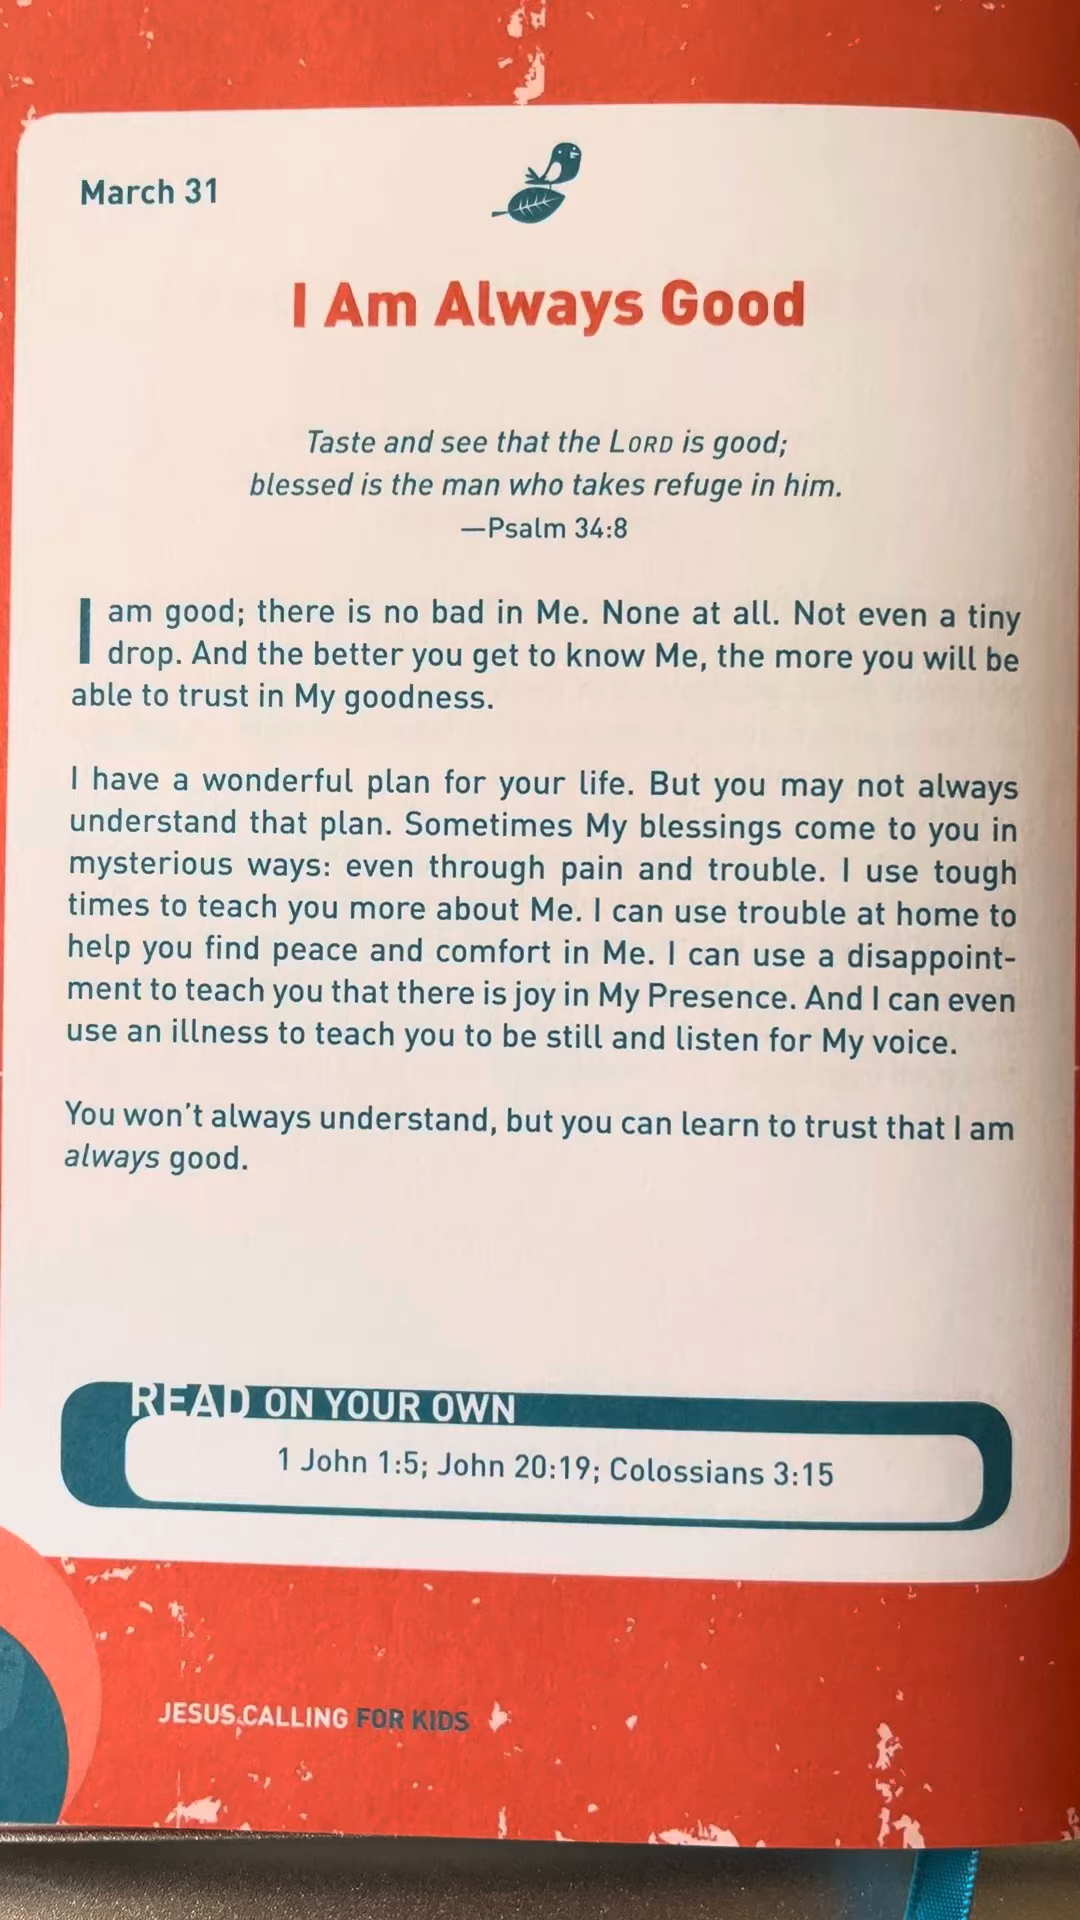 March 31
I Am Always Good
Taste and see that the LORD is good;
blessed is the man who takes refuge in him.
—Psalm 34:8
I am good; there is no bad in Me. None at all. Not even a tiny
drop. And the better you get to know Me, the more you will be
able to trust in My goodness.
I have a wonderful plan for your life. But you may not always
understand that plan. Sometimes My blessings come to you in
mysterious ways: even through pain and trouble. I use tough
times to teach you more about Me. I can use trouble at home to
help you find peace and comfort in Me. I can use a disappoint-
ment to teach you that there is joy in My Presence. And I can even
use an illness to teach you to be still and listen for My voice.
You won't always understand, but you can learn to trust that I am
always good.
READ ON YOUR OWN
1 John 1:5; John 20:19; Colossians 3:15
JESUS CALLING FOR KIDS